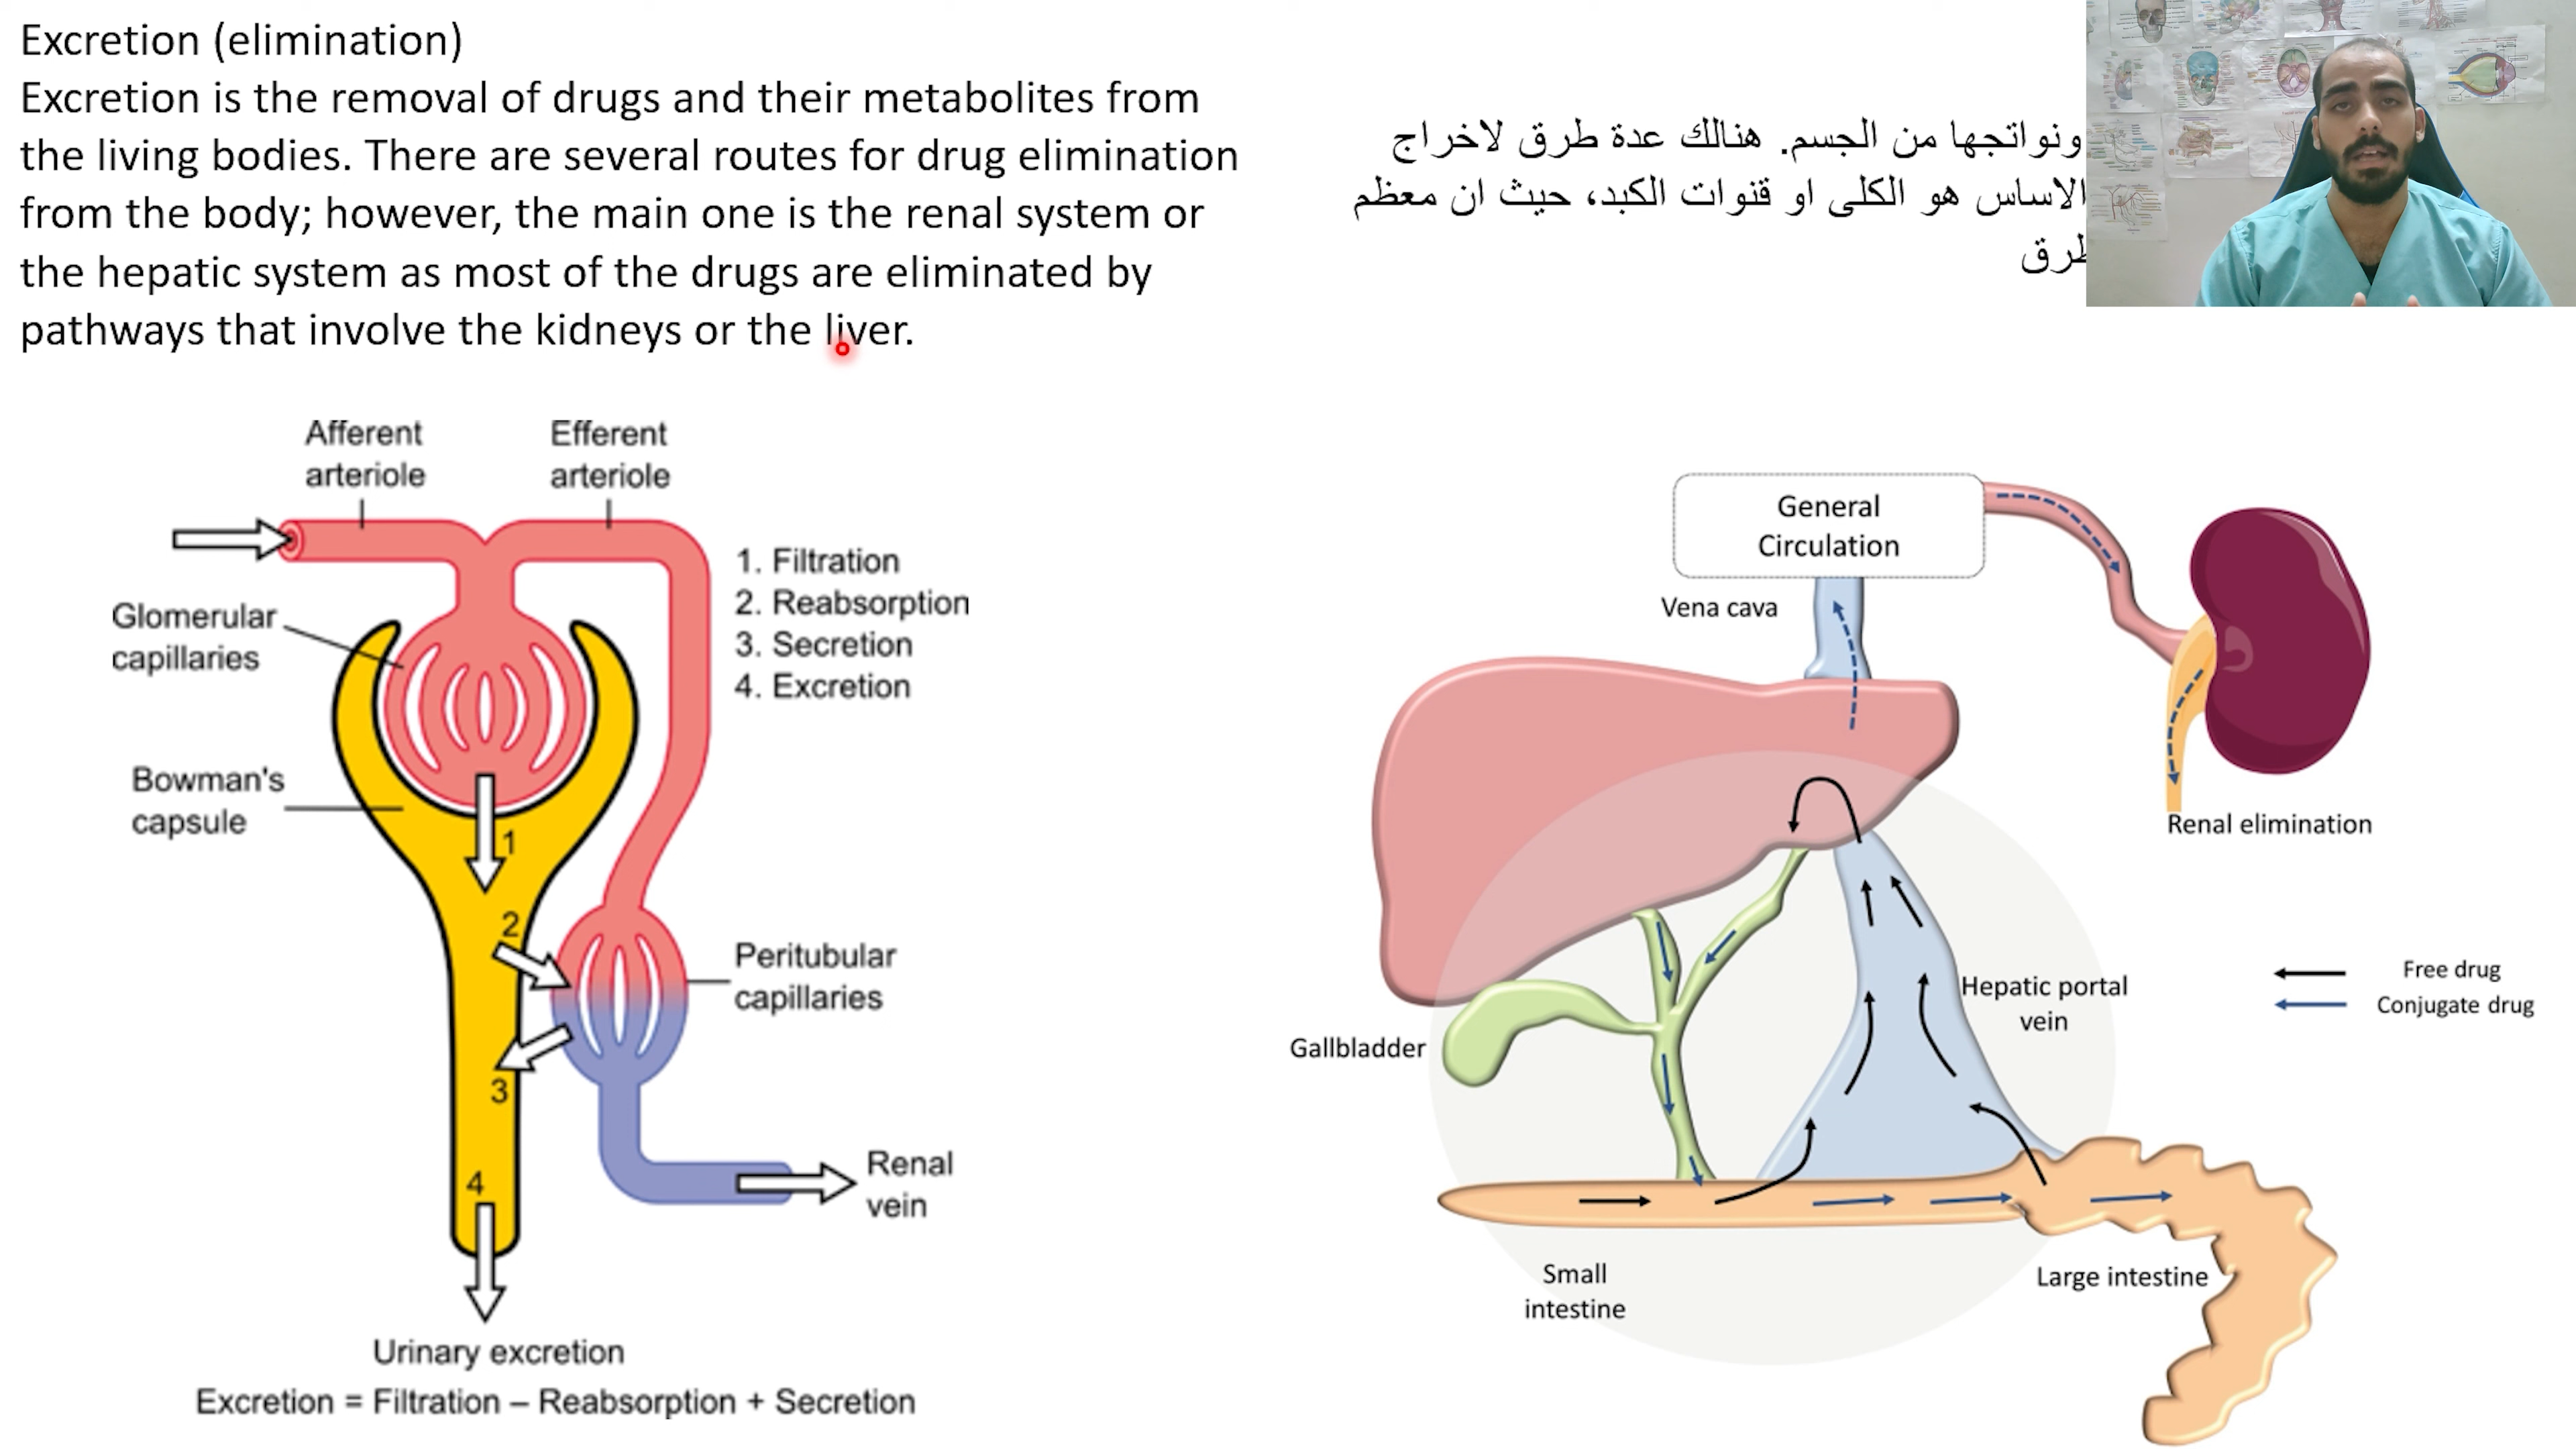 Excretion (elimination)
Excretion is the removal of drugs and their metabolites from
the living bodies. There are several routes for drug elimination
from the body; however, the main one is the renal system or
the hepatic system as most of the drugs are eliminated by
pathways that involve the kidneys or the liver.
ونواتجها من الجسم. هنالك عدة طرق لاخراج
الاساس هو الكلى او قنوات الكبد، حيث ان معظم
طرق
Afferent
arteriole
Efferent
arteriole
1. Filtration
2. Reabsorption
3. Secretion
4. Excretion
Glomerular
capillaries
Bowman's
capsule
1
2
3
4
Peritubular
capillaries
Renal
vein
Urinary excretion
Excretion = Filtration – Reabsorption + Secretion
General
Circulation
Vena cava
Renal elimination
Hepatic portal
vein
Free drug
Conjugate drug
Gallbladder
Small
intestine
Large intestine